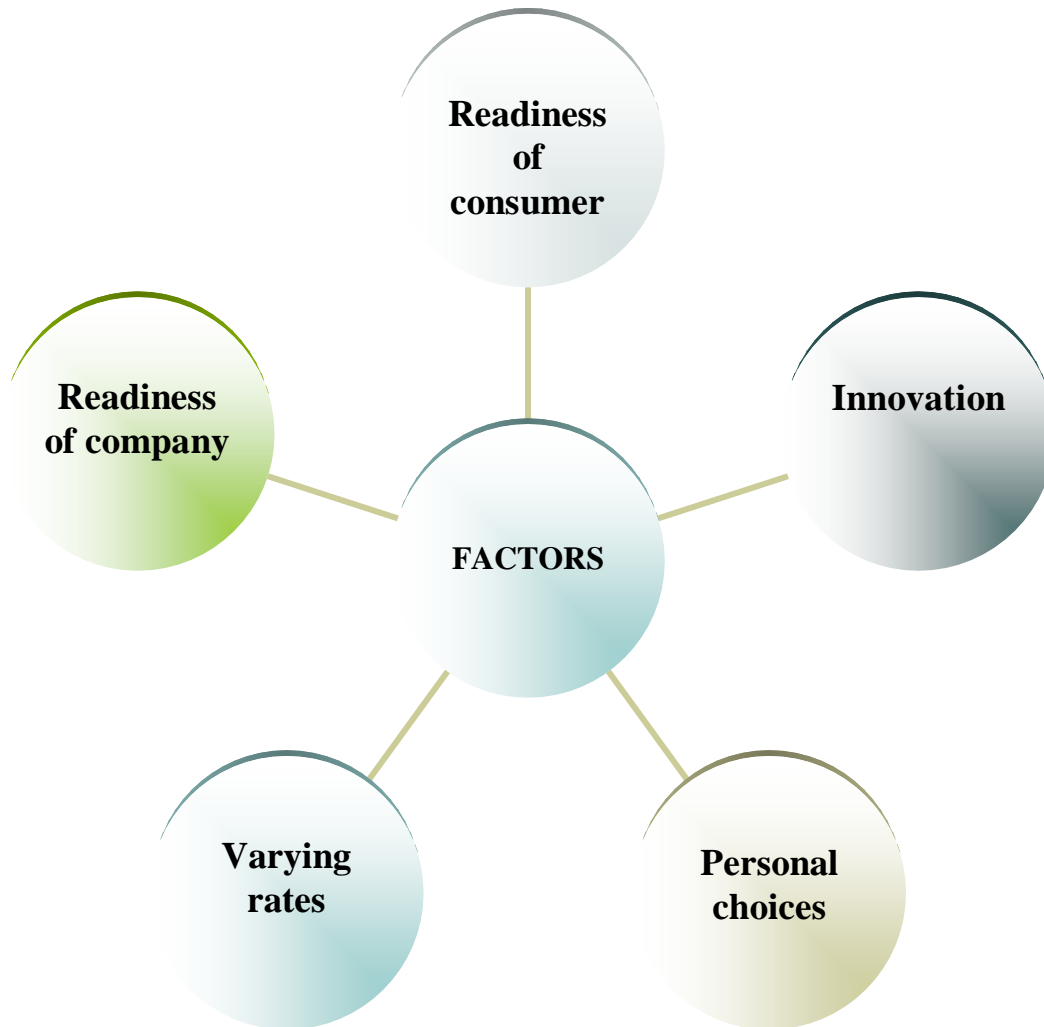 Readiness
of
consumer
Innovation
Readiness
of company
FACTORS
Personal
choices
Varying
rates